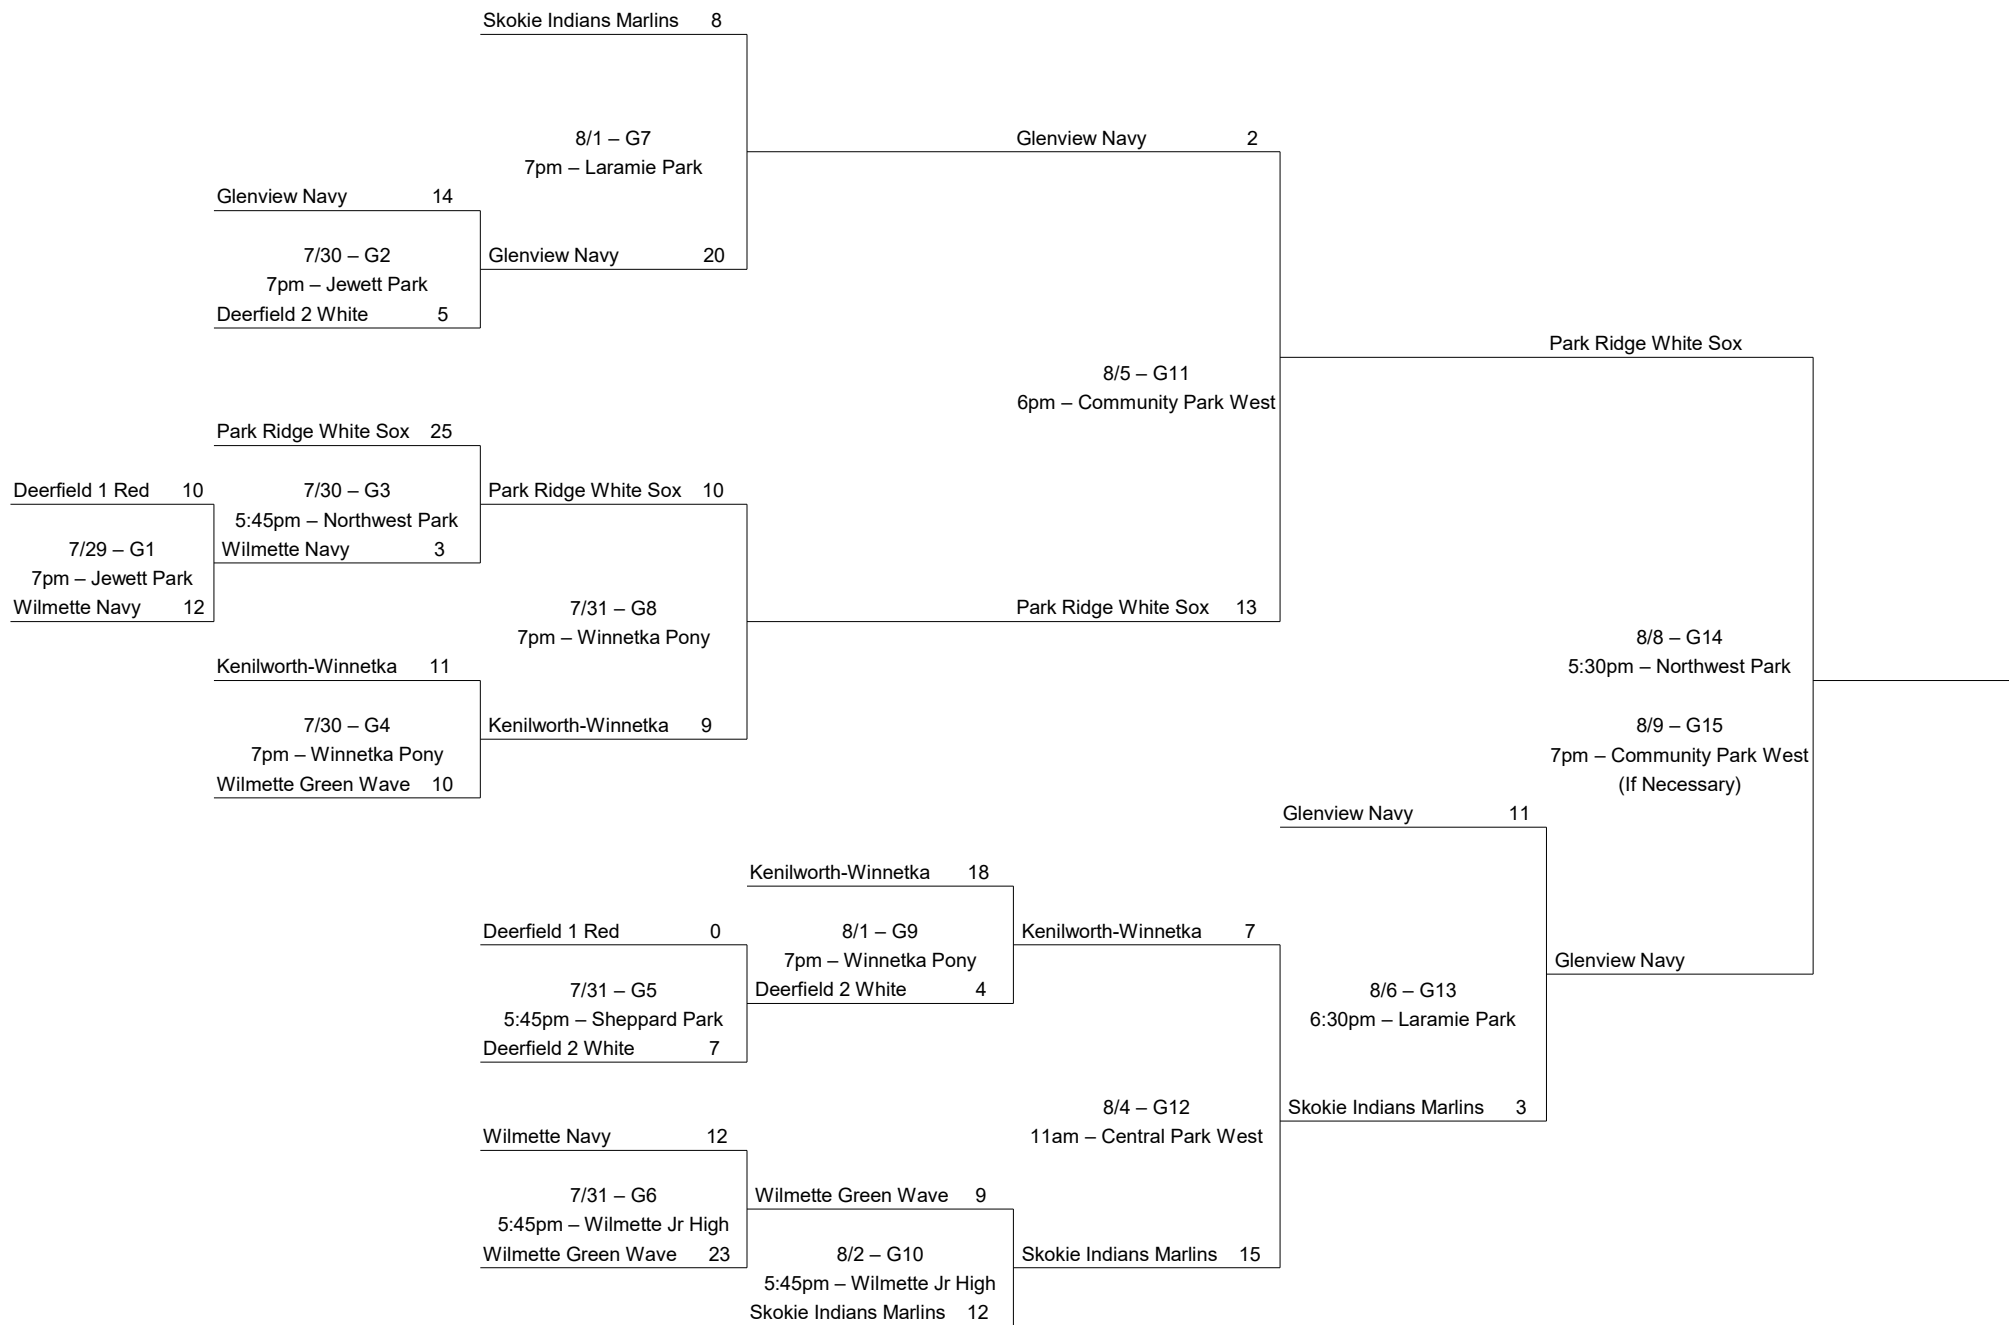 Skokie Indians Marlins 8
8/1 – G7
7pm – Laramie Park
Glenview Navy 2
Glenview Navy 14
7/30 – G2
7pm – Jewett Park
Deerfield 2 White 5
Glenview Navy 20
Park Ridge White Sox
8/5 – G11
6pm – Community Park West
Park Ridge White Sox 25
Deerfield 1 Red 10
7/30 – G3
5:45pm – Northwest Park
Park Ridge White Sox 10
7/29 – G1
7pm – Jewett Park
Wilmette Navy 12
Wilmette Navy 3
7/31 – G8
7pm – Winnetka Pony
Park Ridge White Sox 13
8/8 – G14
5:30pm – Northwest Park
Kenilworth-Winnetka 11
7/30 – G4
7pm – Winnetka Pony
Wilmette Green Wave 10
Kenilworth-Winnetka 9
8/9 – G15
7pm – Community Park West
(If Necessary)
Glenview Navy 11
Kenilworth-Winnetka 18
Deerfield 1 Red 0
8/1 – G9
7pm – Winnetka Pony
Deerfield 2 White 4
Kenilworth-Winnetka 7
Glenview Navy
7/31 – G5
5:45pm – Sheppard Park
Deerfield 2 White 7
8/6 – G13
6:30pm – Laramie Park
8/4 – G12
11am – Central Park West
Skokie Indians Marlins 3
Wilmette Navy 12
7/31 – G6
5:45pm – Wilmette Jr High
Wilmette Green Wave 23
Wilmette Green Wave 9
8/2 – G10
5:45pm – Wilmette Jr High
Skokie Indians Marlins 12
Skokie Indians Marlins 15